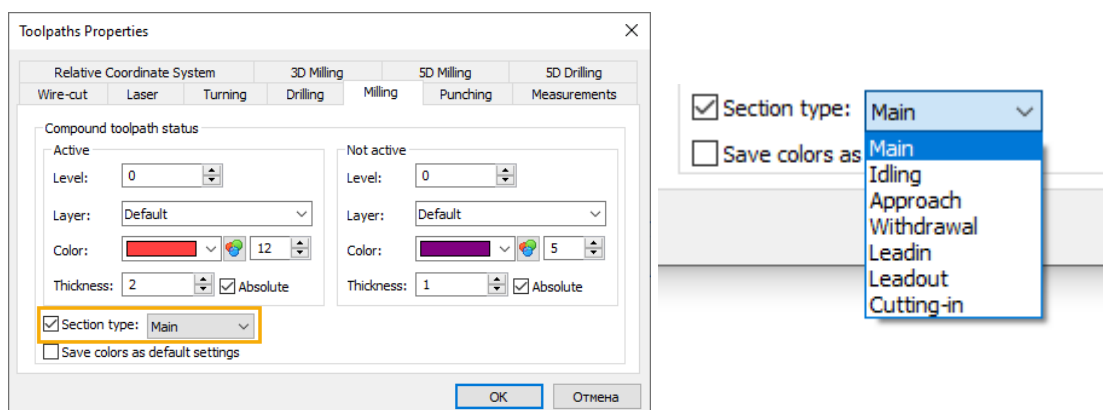 Toolpaths Properties
Relative Coordinate System 3D Milling 5D Milling 5D Drilling
Wire-cut Laser Turning Drilling Milling Punching Measurements
Compound toolpath status
Active
Level: 0
Layer: Default
Color: 12
Thickness: 2 Absolute
Not active
Level: 0
Layer: Default
Color: 5
Thickness: 1 Absolute
Section type: Main
Save colors as default settings
OK Отмена
Section type: Main
Save colors as
Main
Idling
Approach
Withdrawal
Leadin
Leadout
Cutting-in